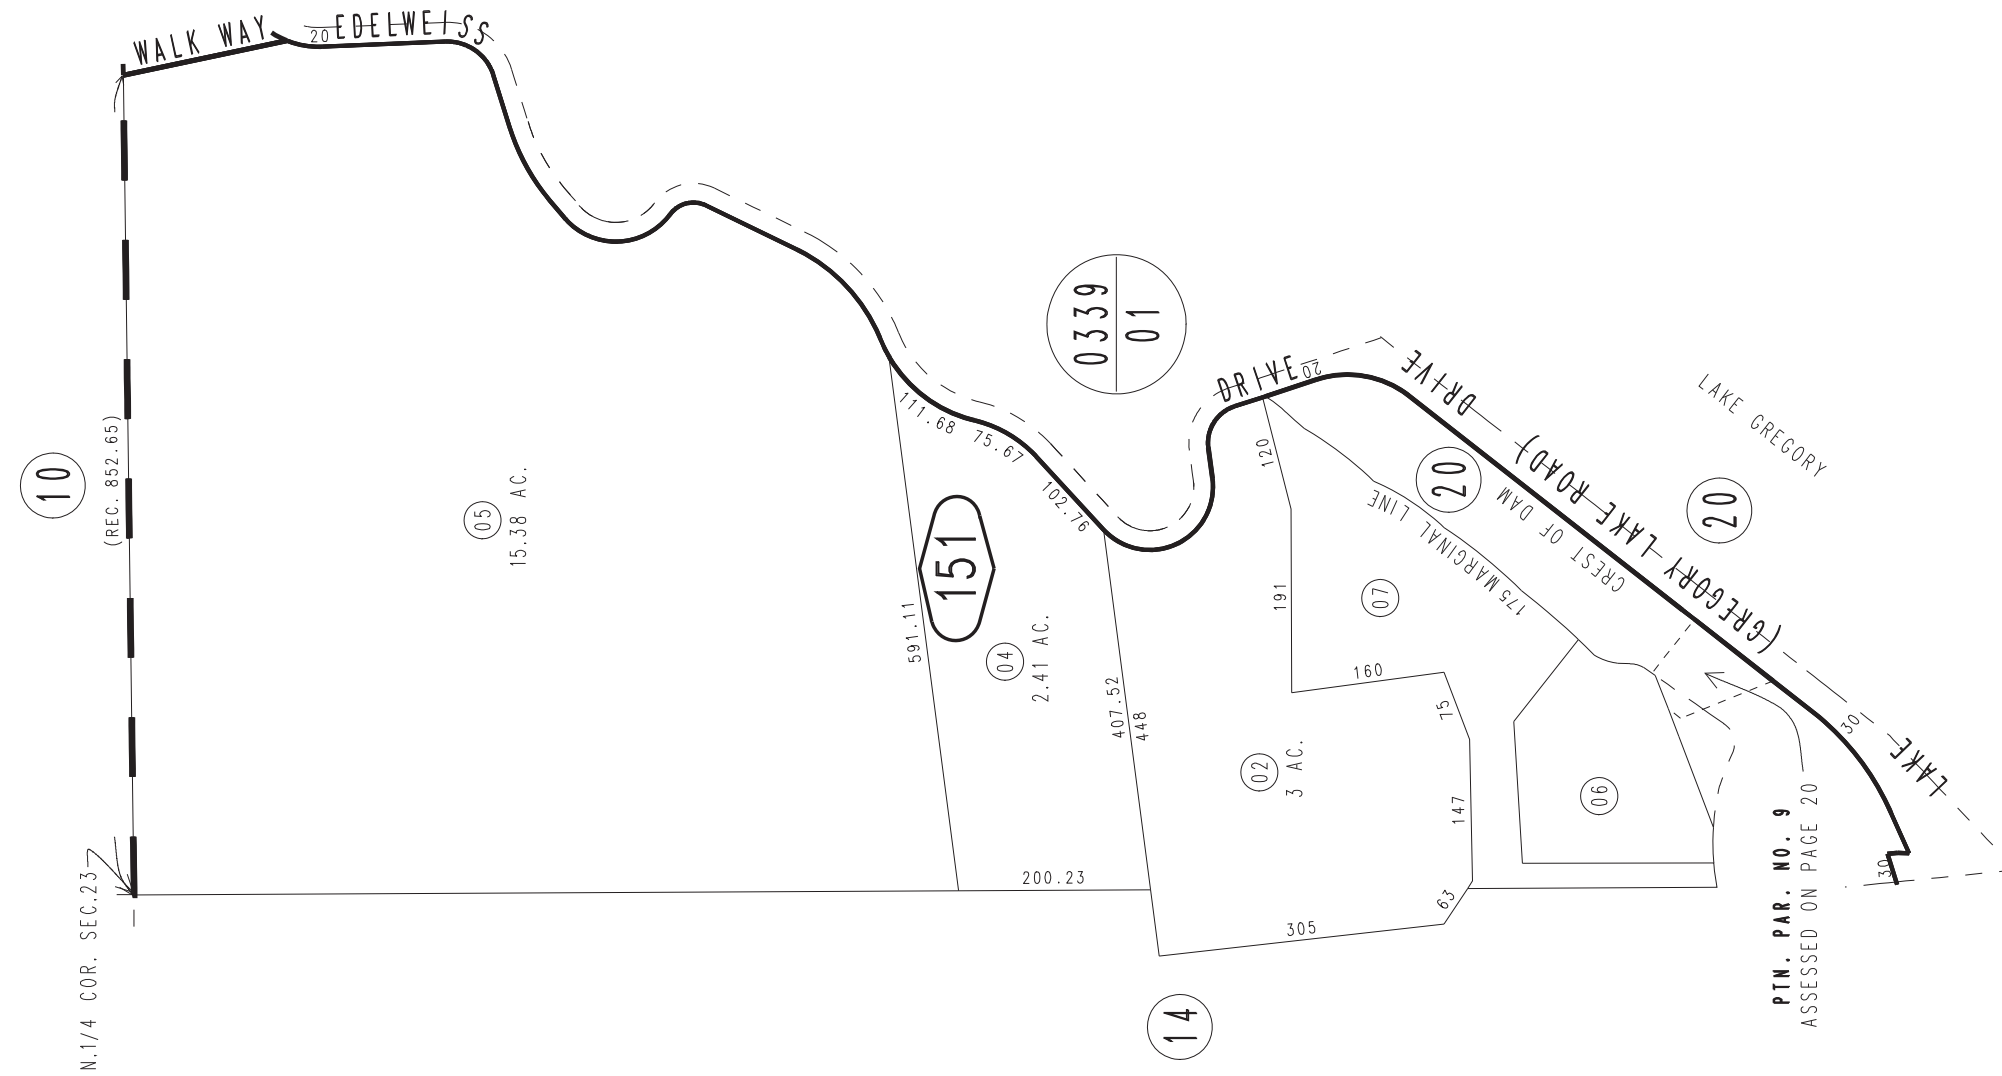 WALK WAY
20
EDELWEISS
10
(REC. 852.65)
05
15.38 AC.
0339
01
111.68
75.67
102.76
151
591.11
04
2.41 AC.
407.52
448
200.23
DRIVE
20
DRIVE
(GREGORY LAKE ROAD)
LAKE
LAKE GREGORY
20
20
CREST OF DAM
175 MARGINAL LINE
120
191
07
160
75
02
3 AC.
147
06
63
305
30
30
14
N.1/4 COR. SEC.23
PTN. PAR. NO. 9
ASSESSED ON PAGE 20